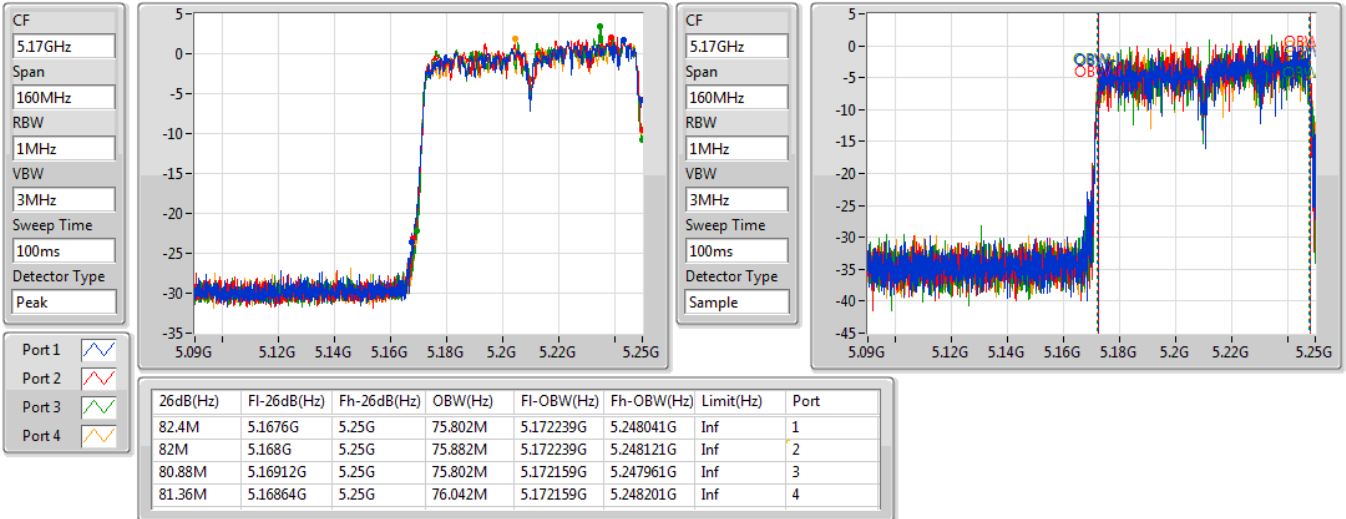 CF
5.17GHz
Span
160MHz
RBW
1MHz
VBW
3MHz
Sweep Time
100ms
Detector Type
Peak
5
0
-5
-10
-15
-20
-25
-30
-35
5.09G 5.12G 5.14G 5.16G 5.18G 5.2G 5.22G 5.25G
CF
5.17GHz
Span
160MHz
RBW
1MHz
VBW
3MHz
Sweep Time
100ms
Detector Type
Sample
5
0
-5
-10
-15
-20
-25
-30
-35
-40
-45
5.09G 5.12G 5.14G 5.16G 5.18G 5.2G 5.22G 5.25G
Port 1
Port 2
Port 3
Port 4
26dB(Hz) Fl-26dB(Hz) Fh-26dB(Hz) OBW(Hz) Fl-OBW(Hz) Fh-OBW(Hz) Limit(Hz) Port
82.4M 5.1676G 5.25G 75.802M 5.172239G 5.248041G Inf 1
82M 5.168G 5.25G 75.882M 5.172239G 5.248121G Inf 2
80.88M 5.16912G 5.25G 75.802M 5.172159G 5.247961G Inf 3
81.36M 5.16864G 5.25G 76.042M 5.172159G 5.248201G Inf 4